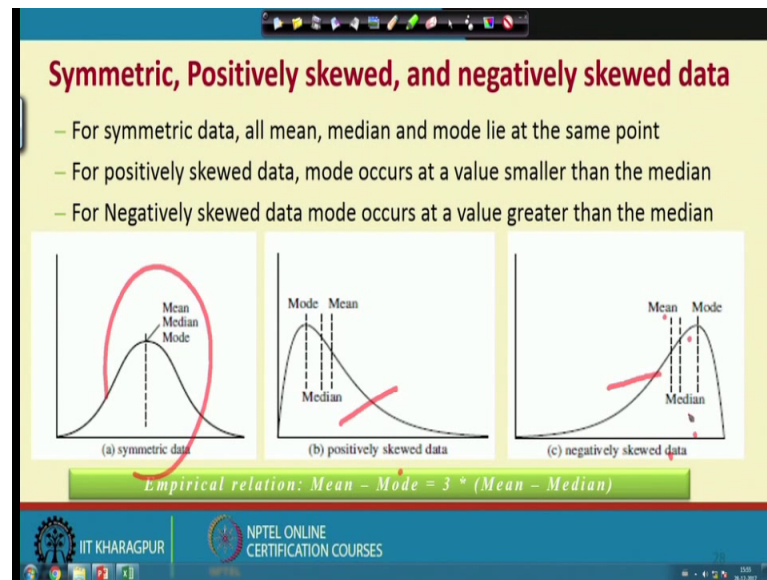 Symmetric, Positively skewed, and negatively skewed data
– For symmetric data, all mean, median and mode lie at the same point
– For positively skewed data, mode occurs at a value smaller than the median
– For Negatively skewed data mode occurs at a value greater than the median
Mean
Median
Mode
(a) symmetric data
Mode Mean
Median
(b) positively skewed data
Mean Mode
Median
(c) negatively skewed data
Empirical relation: Mean – Mode = 3 * (Mean – Median)
IIT KHARAGPUR
NPTEL ONLINE
CERTIFICATION COURSES
28